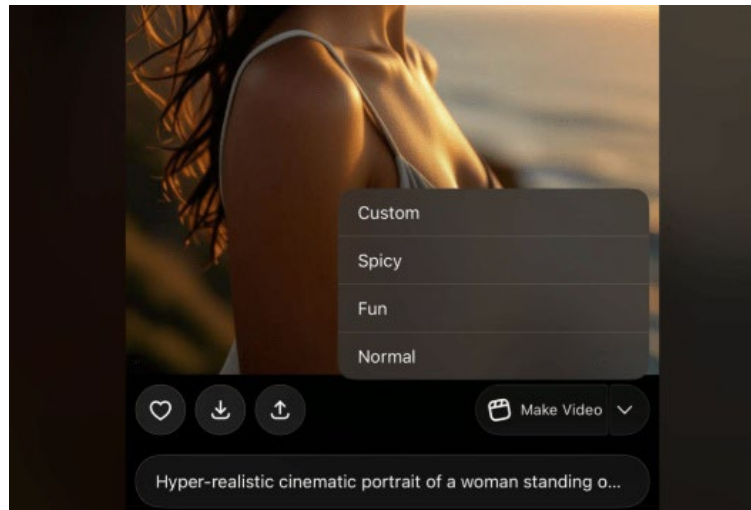 Custom
Spicy
Fun
Normal
Make Video
Hyper-realistic cinematic portrait of a woman standing o...